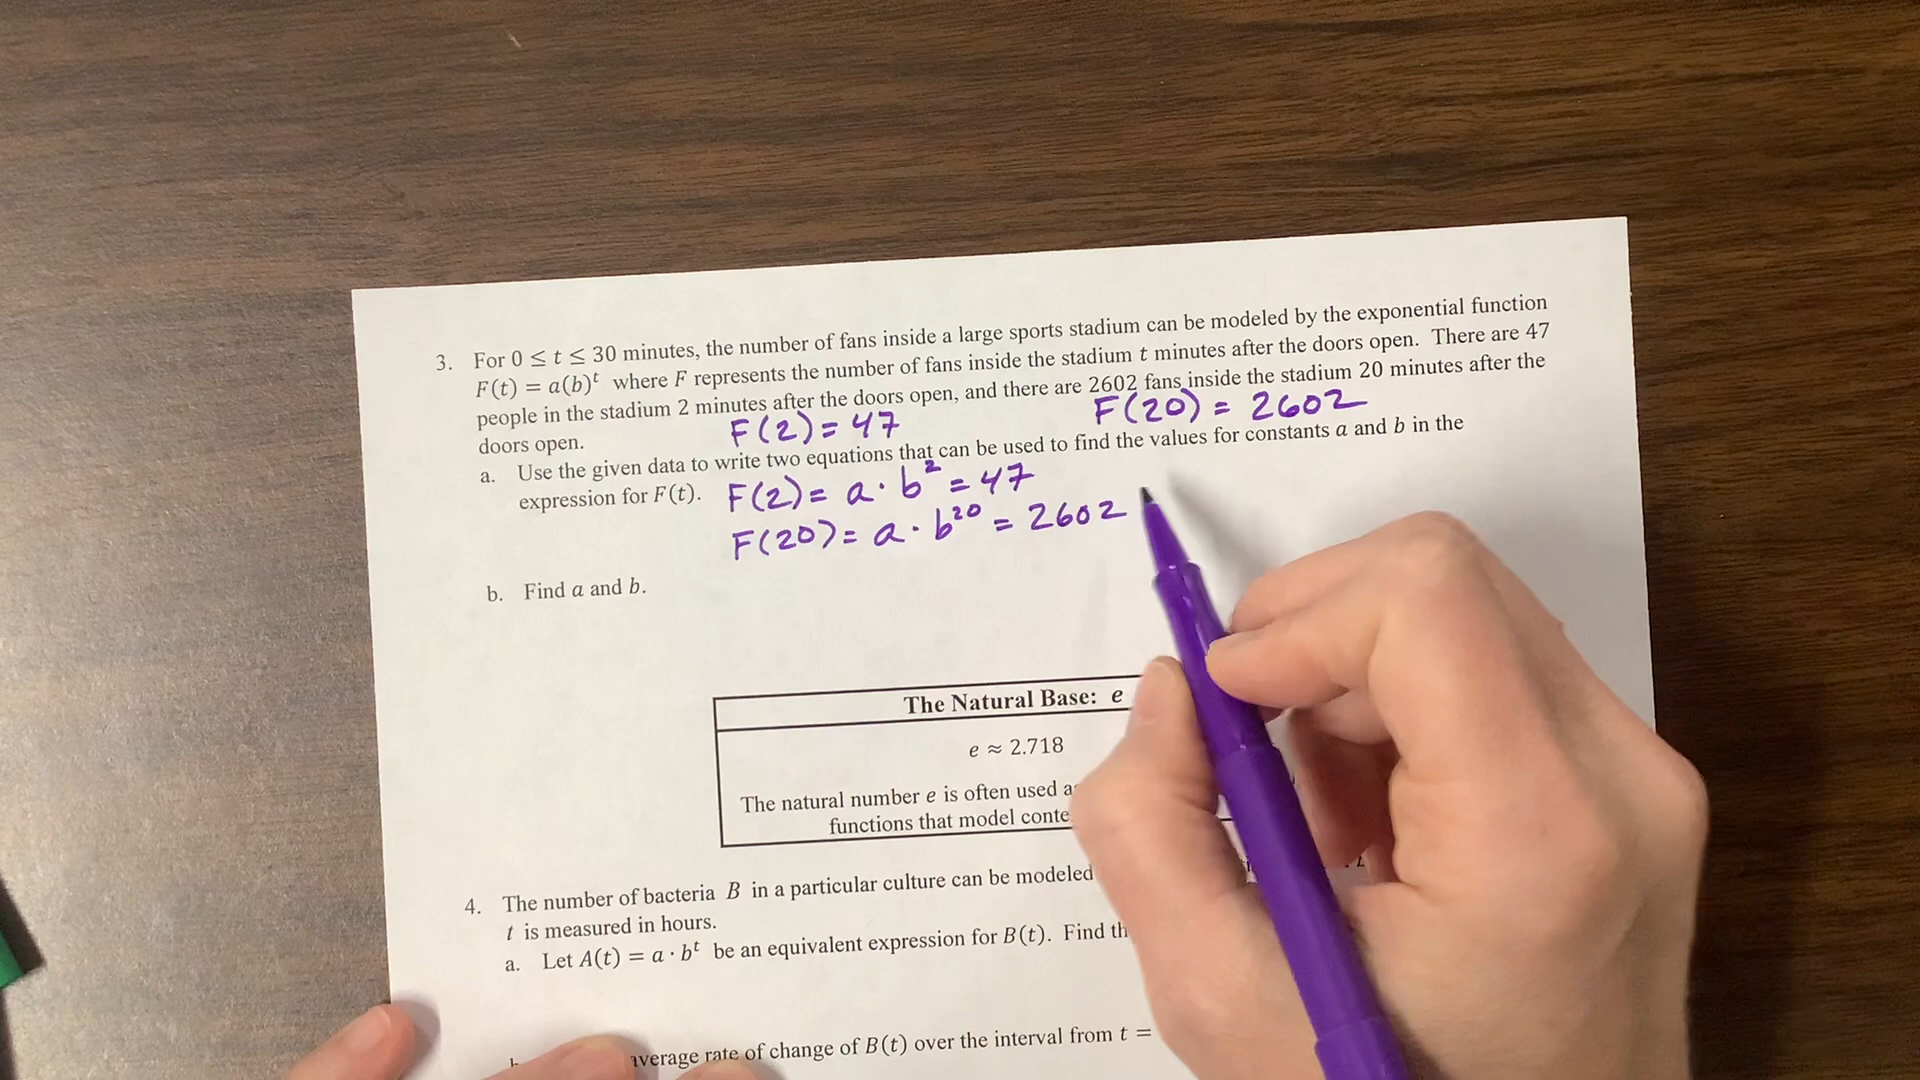 3. For 0 ≤ t ≤ 30 minutes, the number of fans inside a large sports stadium can be modeled by the exponential function
F(t) = a(b)ᵗ where F represents the number of fans inside the stadium t minutes after the doors open. There are 47
people in the stadium 2 minutes after the doors open, and there are 2602 fans inside the stadium 20 minutes after the
doors open.
F(2) = 47 F(20) = 2602
a. Use the given data to write two equations that can be used to find the values for constants a and b in the
expression for F(t).
F(2) = a · b² = 47
F(20) = a · b²⁰ = 2602
b. Find a and b.
The Natural Base: e
e ≈ 2.718
The natural number e is often used
functions that model
4. The number of bacteria B in a particular culture can be modeled
t is measured in hours.
a. Let A(t) = a · bᵗ be an equivalent expression for B(t). Find
average rate of change of B(t) over the interval from t =